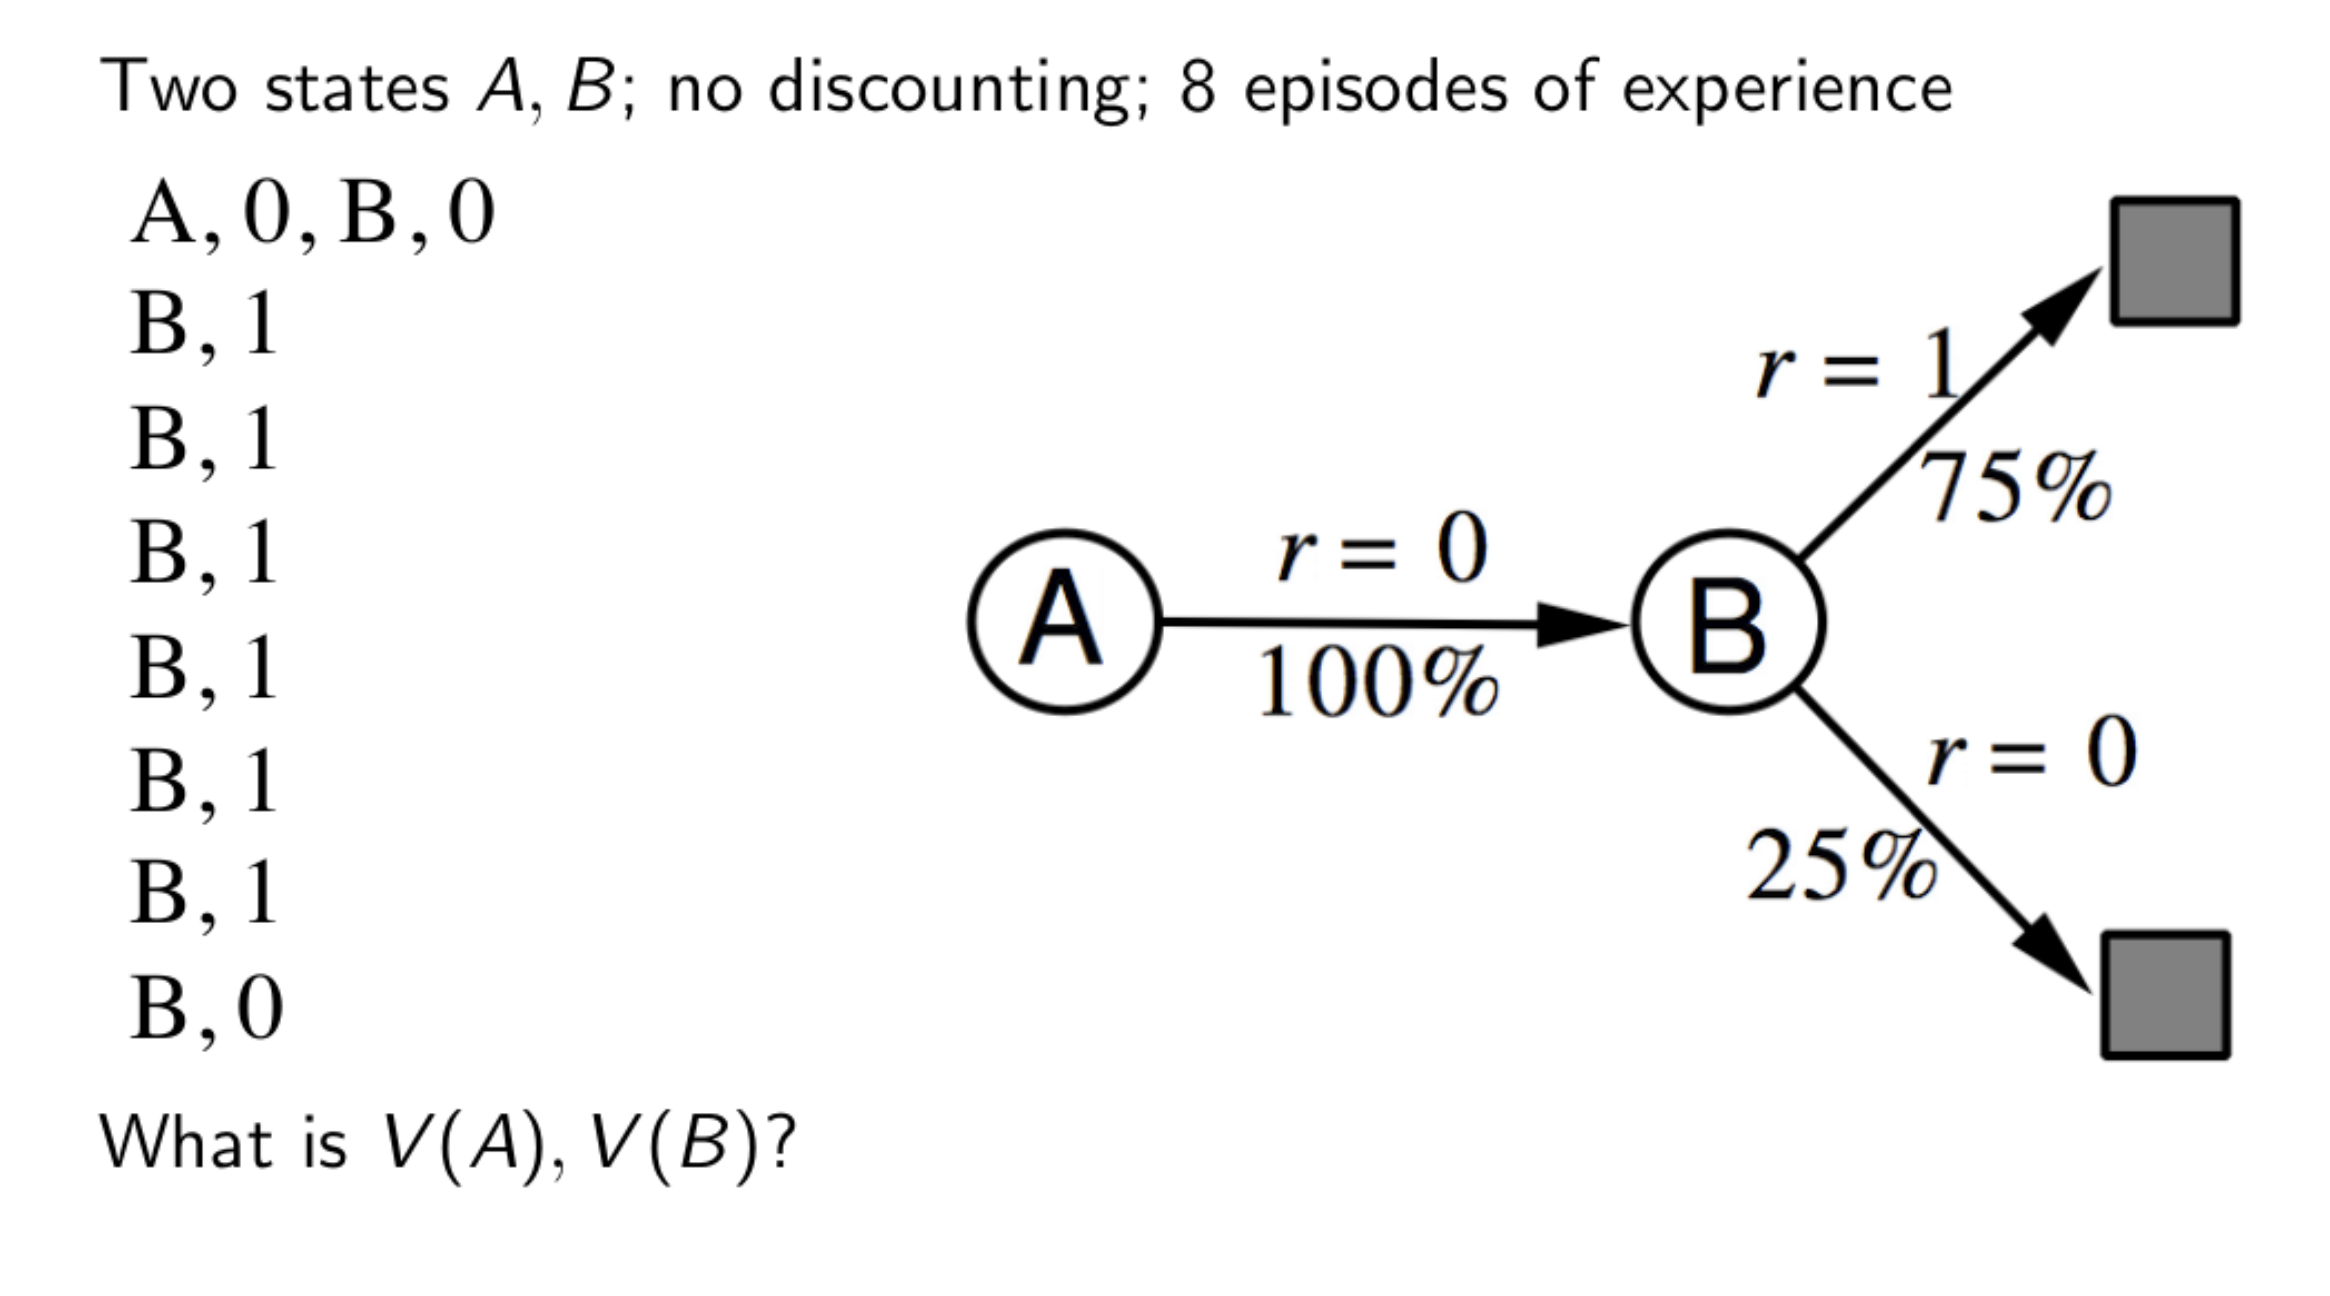 Two states A, B; no discounting; 8 episodes of experience
A, 0, B, 0
B, 1
B, 1
B, 1
B, 1
B, 1
B, 1
B, 0
What is V(A), V(B)?
A
r = 0
100%
B
r = 1
75%
r = 0
25%